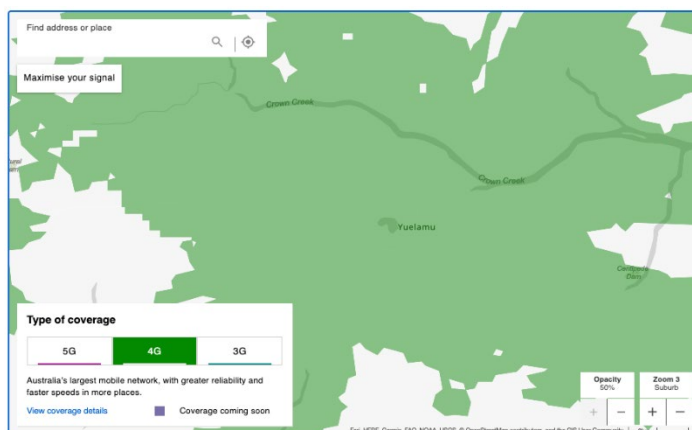 Find address or place
Maximise your signal
Crown Creek
Crown Creek
Yuelamu
Dam
Type of coverage
5G
4G
3G
Australia's largest mobile network, with greater reliability and
faster speeds in more places.
View coverage details
Coverage coming soon
Opacity
50%
+ −
Zoom 3
Suburb
+ −